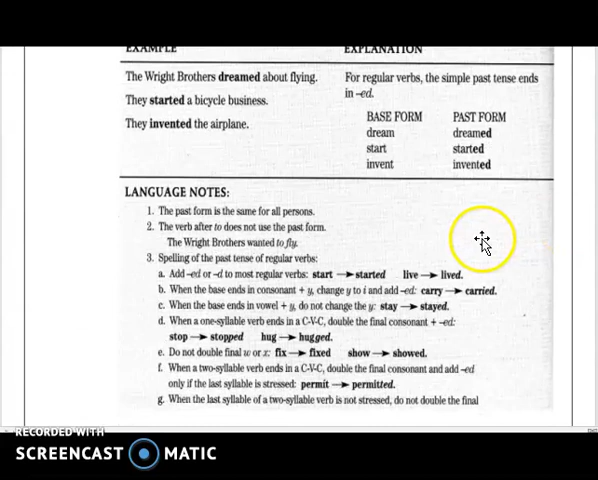 EXAMPLE EXPLANATION
The Wright Brothers dreamed about flying. For regular verbs, the simple past tense ends
in –ed.
They started a bicycle business.
They invented the airplane.
BASE FORM PAST FORM
dream dreamed
start started
invent invented
LANGUAGE NOTES:
1. The past form is the same for all persons.
2. The verb after to does not use the past form.
The Wright Brothers wanted to fly.
3. Spelling of the past tense of regular verbs:
a. Add –ed or –d to most regular verbs: start → started live → lived.
b. When the base ends in consonant + y, change y to i and add –ed: carry → carried.
c. When the base ends in vowel + y, do not change the y: stay → stayed.
d. When a one-syllable verb ends in a C-V-C, double the final consonant + –ed:
stop → stopped hug → hugged.
e. Do not double final w or x: fix → fixed show → showed.
f. When a two-syllable verb ends in a C-V-C, double the final consonant and add –ed
only if the last syllable is stressed: permit → permitted.
g. When the last syllable of a two-syllable verb is not stressed, do not double the final
RECORDED WITH
SCREENCAST MATIC